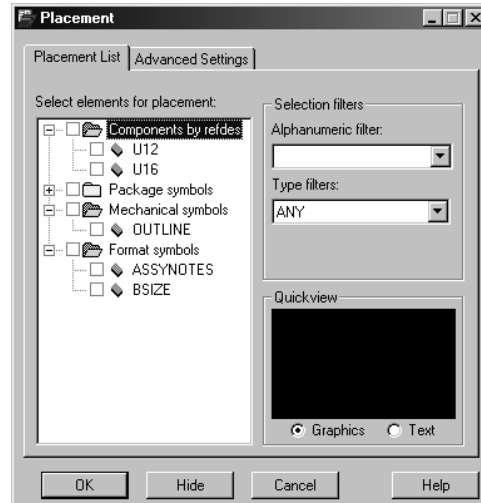 Placement
Placement List Advanced Settings
Select elements for placement:
Components by refdes
U12
U16
Package symbols
Mechanical symbols
OUTLINE
Format symbols
ASSYNOTES
BSIZE
Selection filters
Alphanumeric filter:
Type filters:
ANY
Quickview
Graphics Text
OK Hide Cancel Help